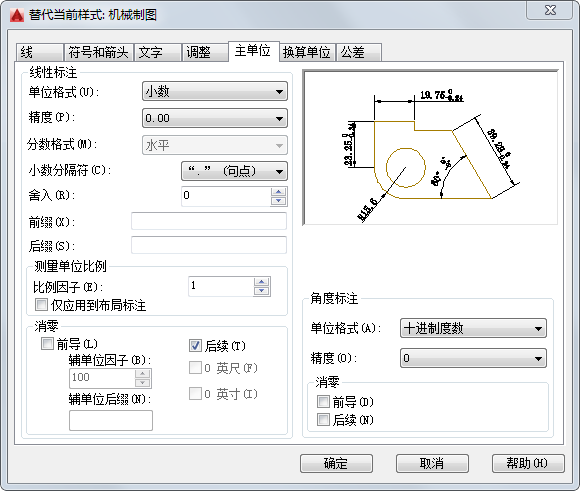 替代当前样式: 机械制图
线
符号和箭头
文字
调整
主单位
换算单位
公差
线性标注
单位格式(U):
小数
精度(P):
0.00
分数格式(M):
水平
小数分隔符(C):
“.” (句点)
舍入(R):
0
前缀(X):
后缀(S):
测量单位比例
比例因子(E):
1
仅应用到布局标注
消零
前导(L)
后续(T)
辅单位因子(B):
0 英尺(F)
100
辅单位后缀(N):
0 英寸(I)
19.75
23.25
39.29
60°
R15.6
角度标注
单位格式(A):
十进制度数
精度(O):
0
消零
前导(D)
后续(N)
确定
取消
帮助(H)